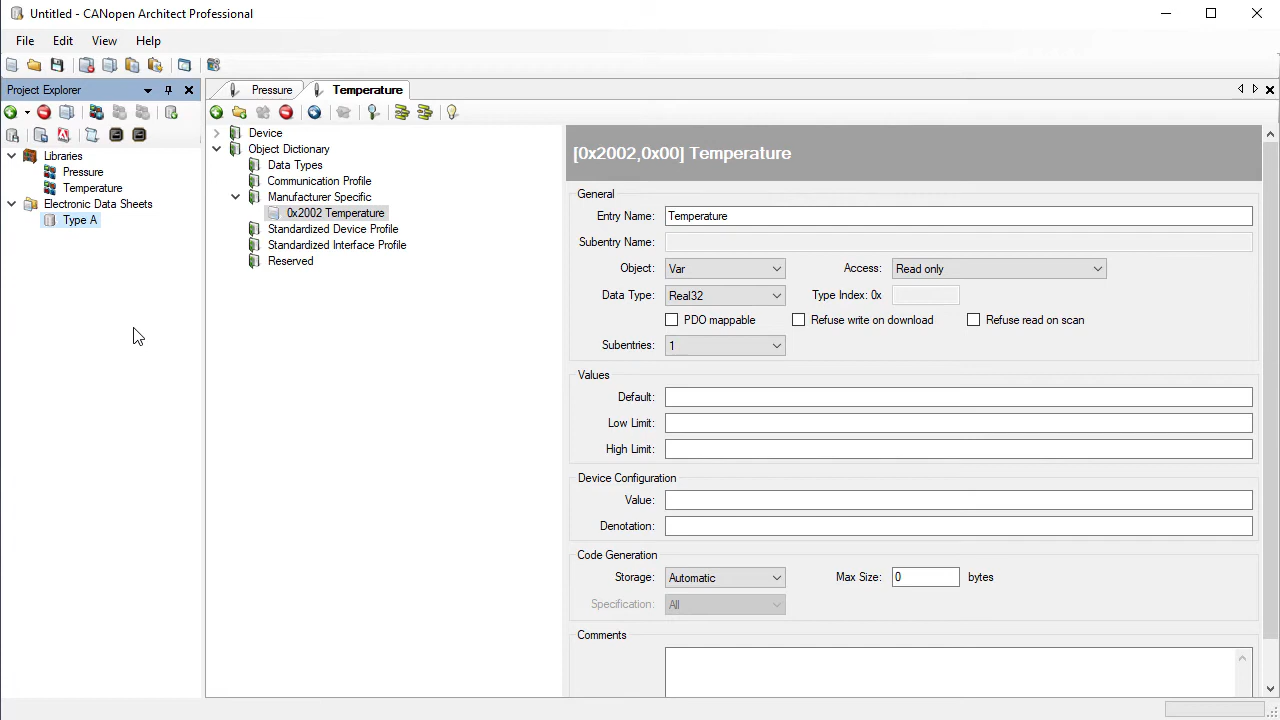 Untitled - CANopen Architect Professional
File Edit View Help
Project Explorer
Pressure Temperature
Libraries
Pressure
Temperature
Electronic Data Sheets
Type A
Device
Object Dictionary
Data Types
Communication Profile
Manufacturer Specific
0x2002 Temperature
Standardized Device Profile
Standardized Interface Profile
Reserved
[0x2002,0x00] Temperature
General
Entry Name: Temperature
Subentry Name:
Object: Var Access: Read only
Data Type: Real32 Type Index: 0x
PDO mappable Refuse write on download Refuse read on scan
Subentries: 1
Values
Default:
Low Limit:
High Limit:
Device Configuration
Value:
Denotation:
Code Generation
Storage: Automatic Max Size: 0 bytes
Specification: All
Comments